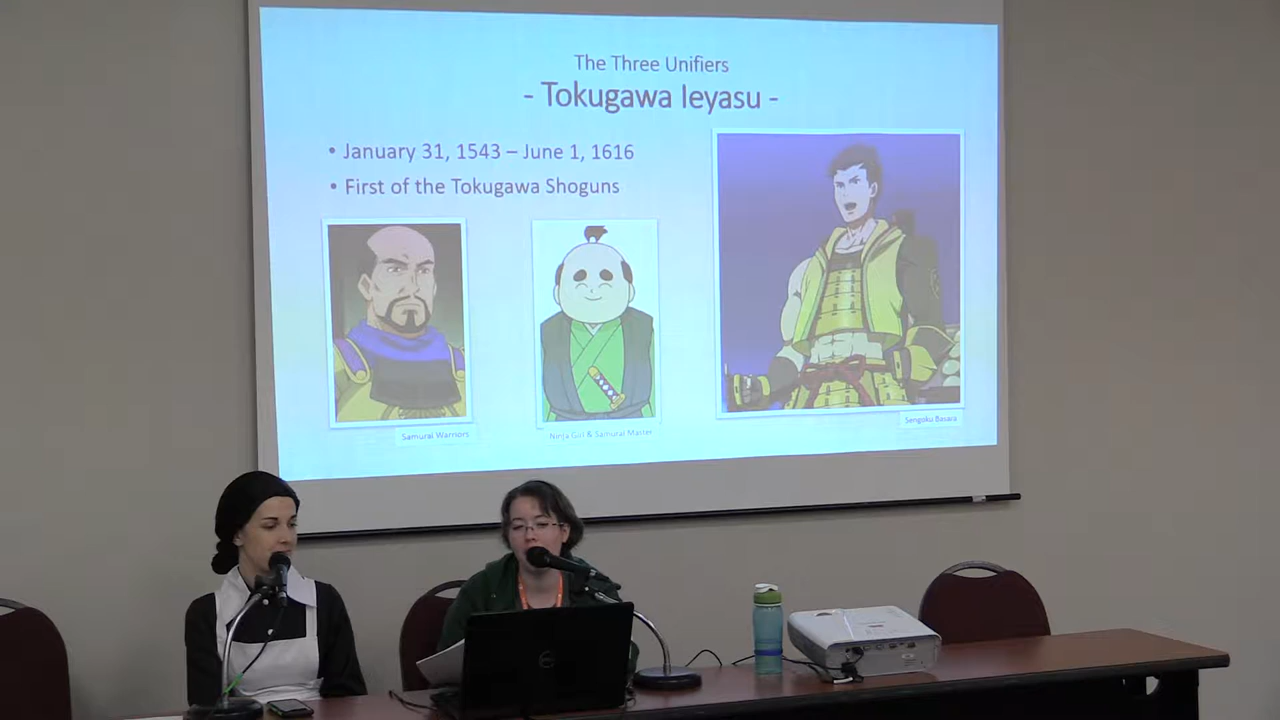 The Three Unifiers
- Tokugawa Ieyasu -
• January 31, 1543 – June 1, 1616
• First of the Tokugawa Shoguns
Samurai Warriors
Ninja Girl & Samurai Master
Sengoku Basara
DELL